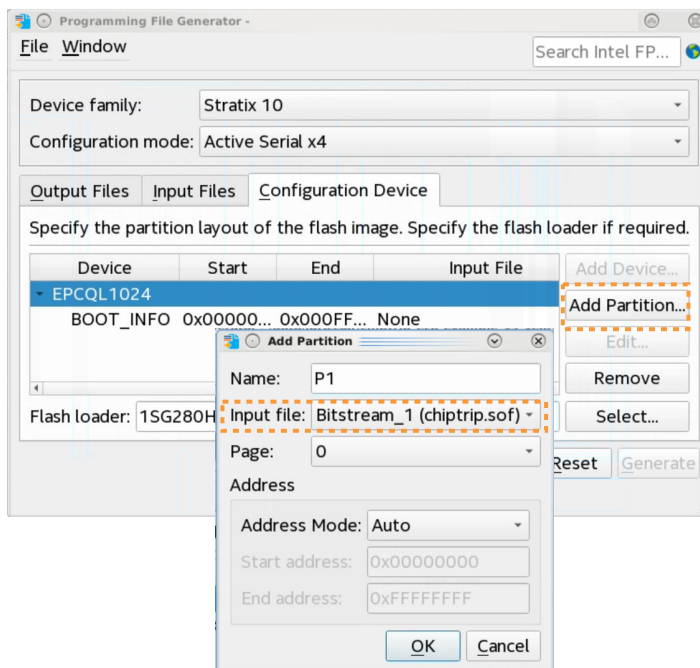 Programming File Generator -
File Window
Search Intel FP...
Device family: Stratix 10
Configuration mode: Active Serial x4
Output Files Input Files Configuration Device
Specify the partition layout of the flash image. Specify the flash loader if required.
Device Start End Input File Add Device...
EPCQL1024
Add Partition...
BOOT_INFO 0x00000... 0x000FF... None
Edit...
Remove
Flash loader: 1SG280H
Select...
Reset Generate
Add Partition
Name: P1
Input file: Bitstream_1 (chiptrip.sof)
Page: 0
Address
Address Mode: Auto
Start address: 0x00000000
End address: 0xFFFFFFFF
OK Cancel